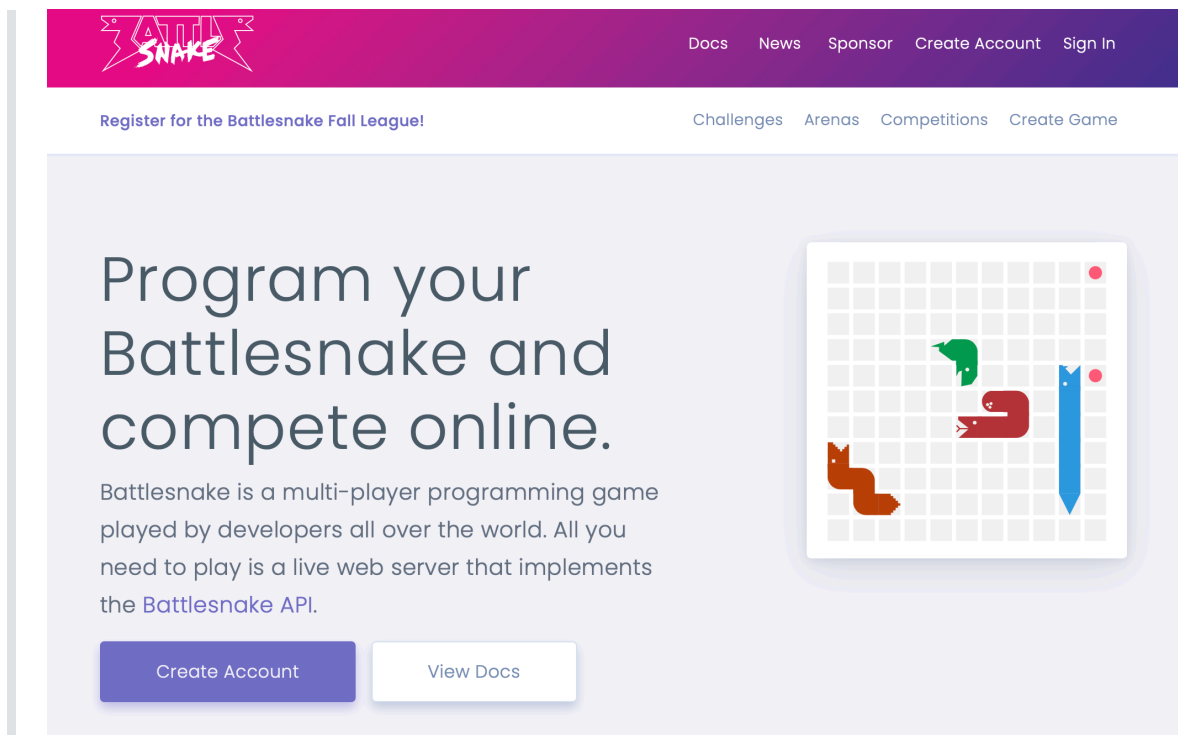 BATTLE
SNAKE
Docs News Sponsor Create Account Sign In
Register for the Battlesnake Fall League!
Challenges Arenas Competitions Create Game
Program your
Battlesnake and
compete online.
Battlesnake is a multi-player programming game
played by developers all over the world. All you
need to play is a live web server that implements
the Battlesnake API.
Create Account
View Docs